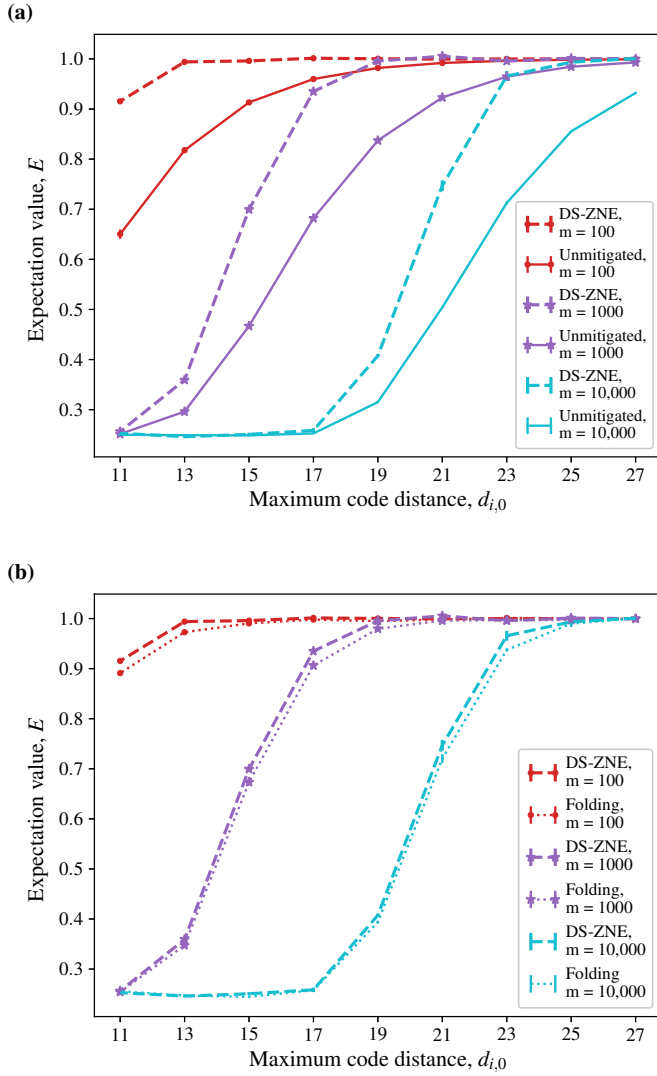 (a)
1.0
0.9
0.8
0.7
0.6
0.5
0.4
0.3
Expectation value, E
DS-ZNE,
m = 100
Unmitigated,
m = 100
DS-ZNE,
m = 1000
Unmitigated,
m = 1000
DS-ZNE,
m = 10,000
Unmitigated,
m = 10,000
11 13 15 17 19 21 23 25 27
Maximum code distance, d_{i,0}
(b)
1.0
0.9
0.8
0.7
0.6
0.5
0.4
0.3
Expectation value, E
DS-ZNE,
m = 100
Folding,
m = 100
DS-ZNE,
m = 1000
Folding,
m = 1000
DS-ZNE,
m = 10,000
Folding
m = 10,000
11 13 15 17 19 21 23 25 27
Maximum code distance, d_{i,0}